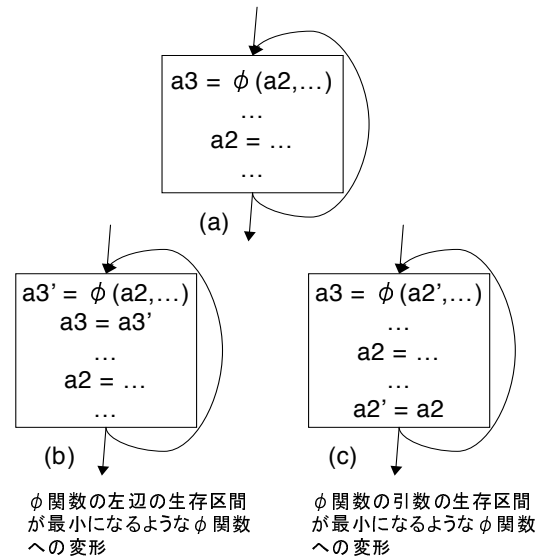 a3 = φ(a2,…)
…
a2 = …
…
(a)
a3' = φ(a2,…)
a3 = a3'
…
a2 = …
…
(b)
φ関数の左辺の生存区間
が最小になるようなφ関数
への変形
a3 = φ(a2',…)
…
a2 = …
…
a2' = a2
(c)
φ関数の引数の生存区間
が最小になるようなφ関数
への変形